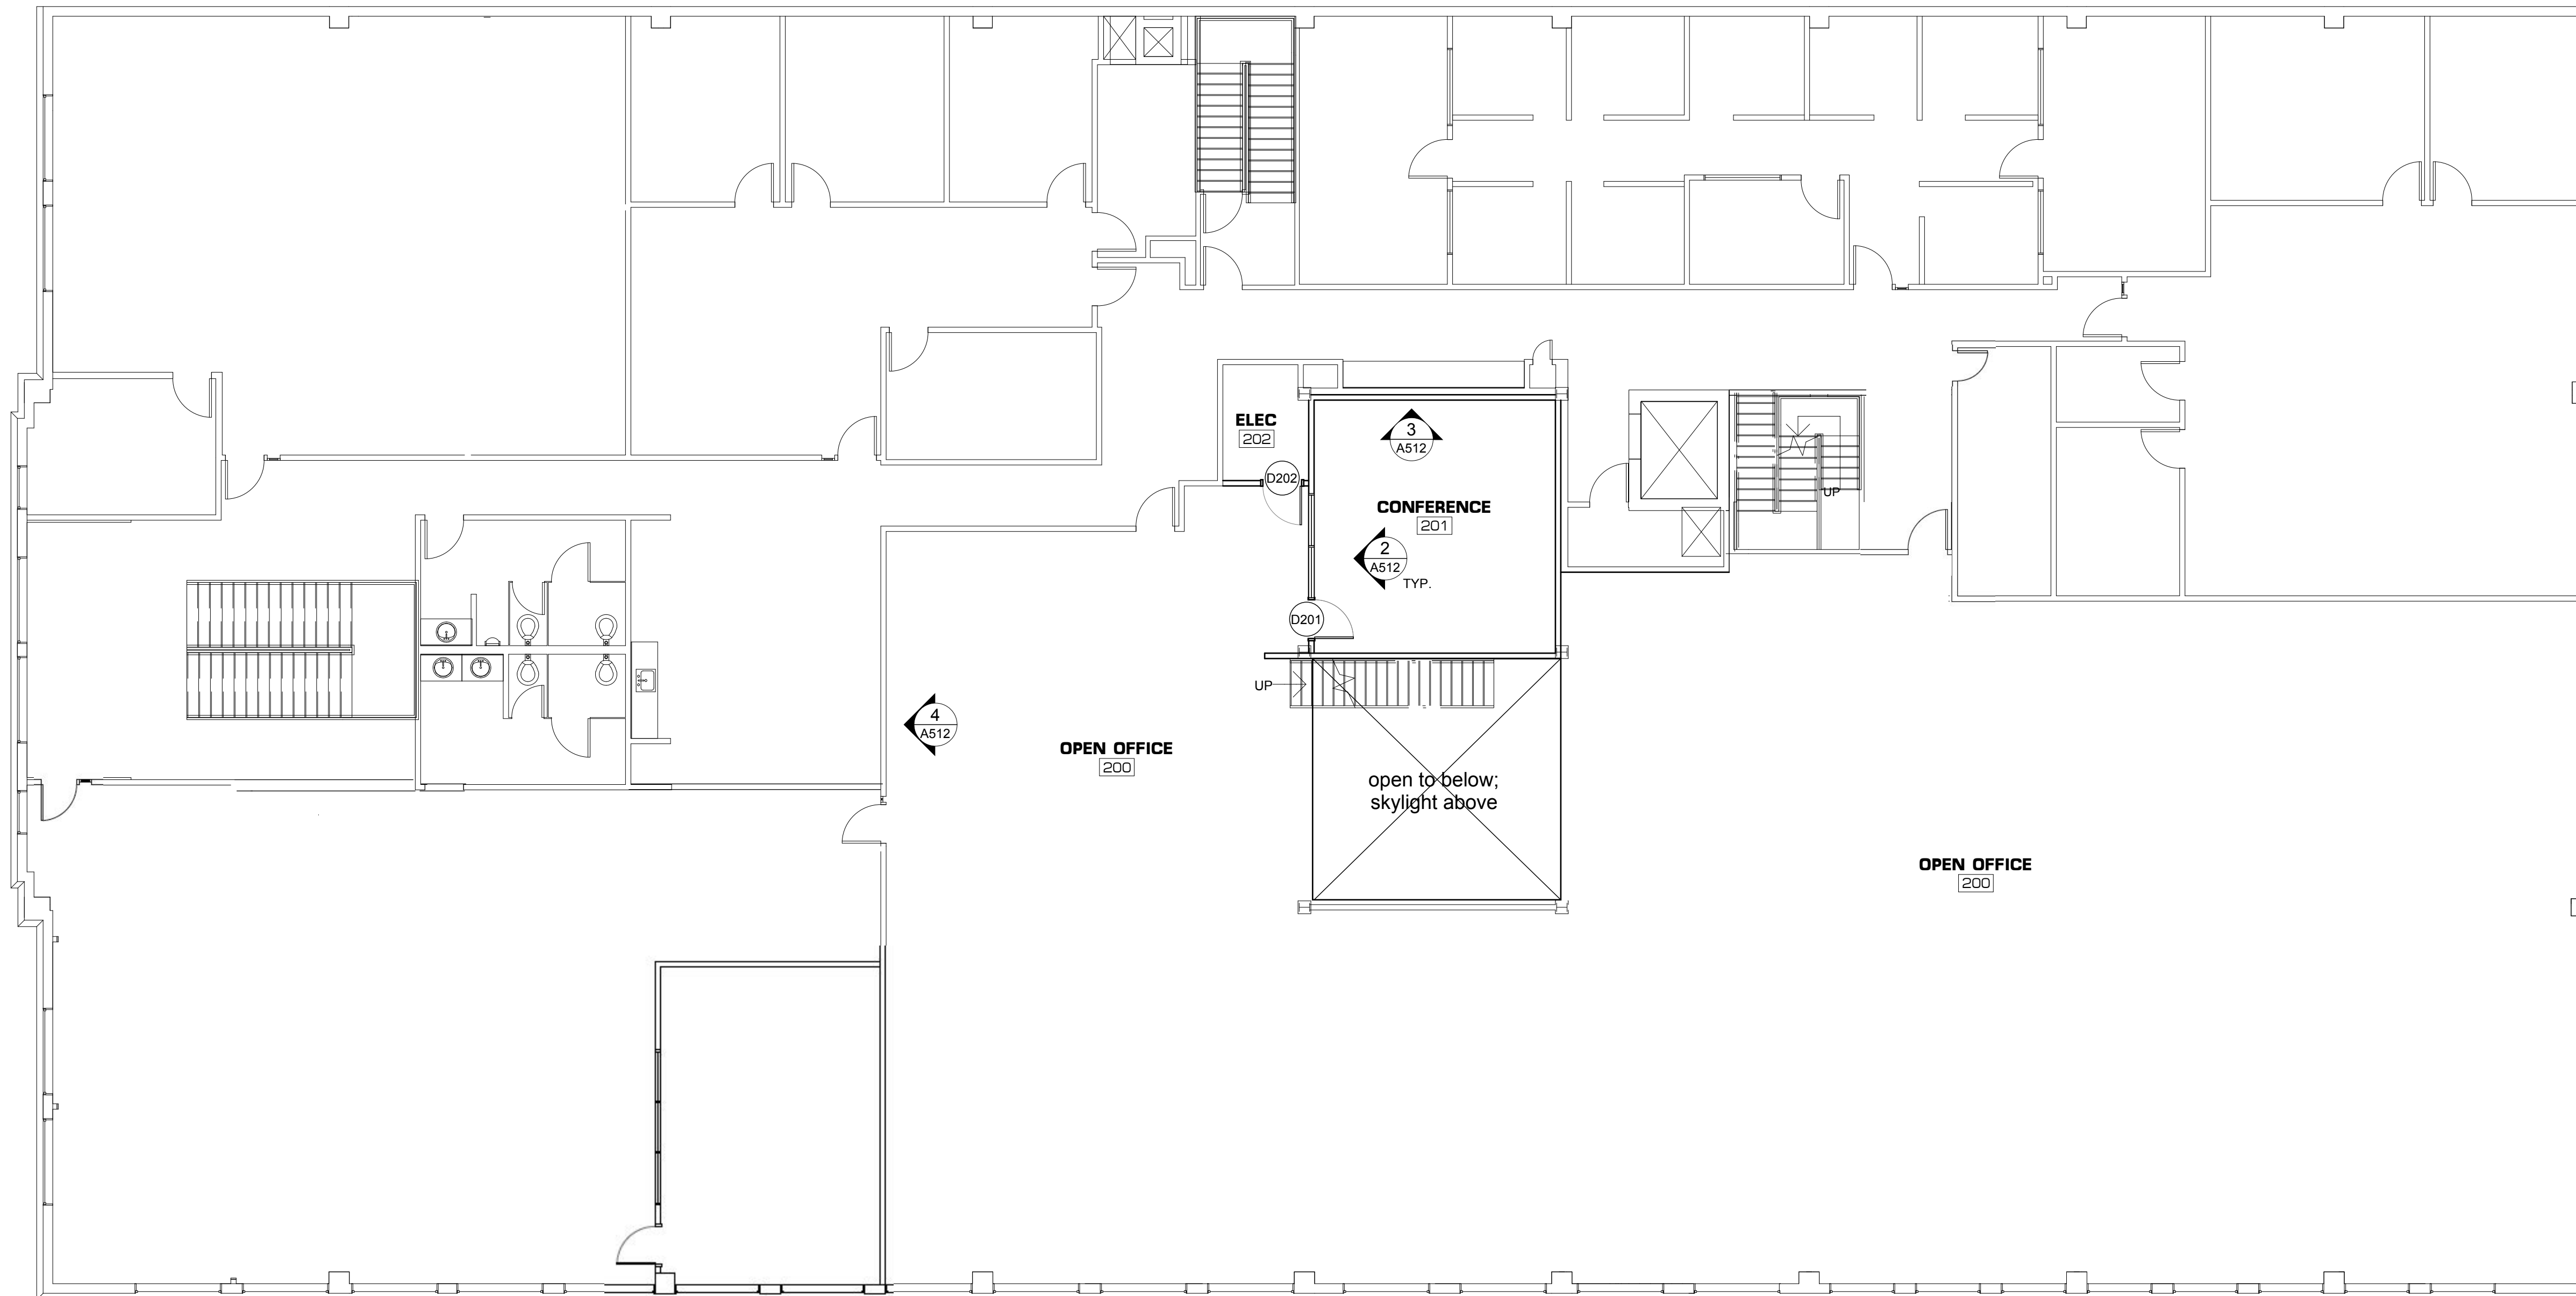 ELEC
202
D202
3
A512
CONFERENCE
201
2
A512
TYP.
D201
UP
UP
4
A512
OPEN OFFICE
200
open to below;
skylight above
OPEN OFFICE
200